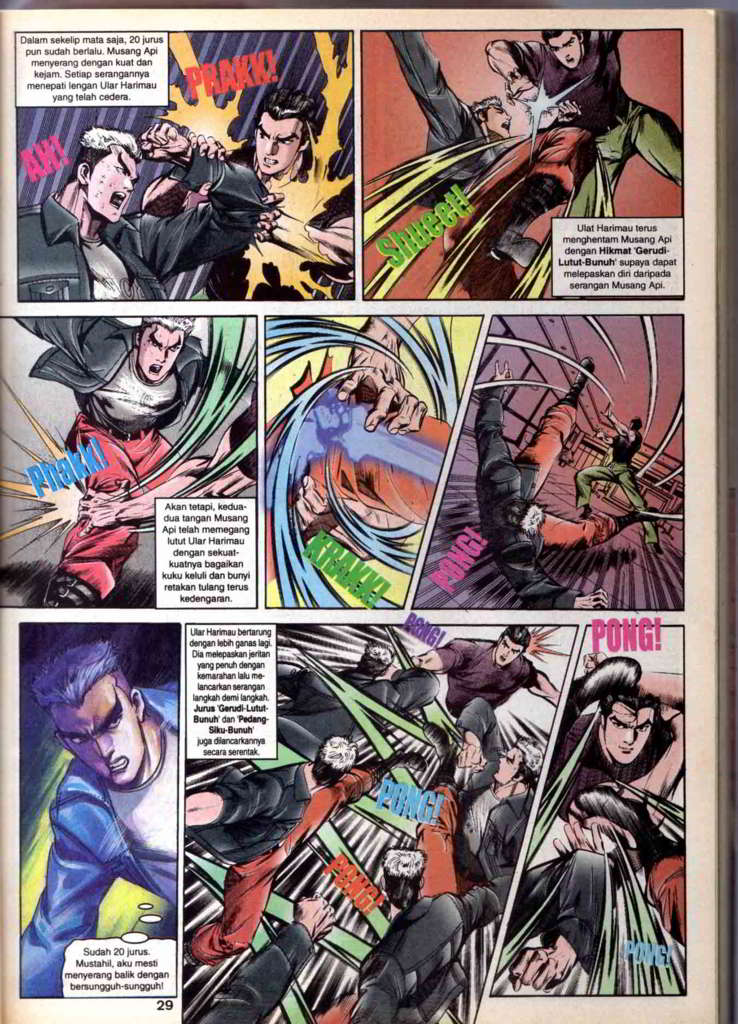 Dalam sekelip mata saja, 20 jurus
pun sudah berlalu. Musang Api
menyerang dengan kuat dan
kejam. Setiap serangannya
menepati lengan Ular Harimau
yang telah cedera.
PRAKK!
AH!
Shueet!
Ulat Harimau terus
menghentam Musang Api
dengan Hikmat 'Gerudi-
Lutut-Bunuh' supaya dapat
melepaskan diri daripada
serangan Musang Api.
Phakk!
Akan tetapi, kedua-
dua tangan Musang
Api telah memegang
lutut Ular Harimau
dengan sekuat-
kuatnya bagaikan
kuku keluli dan bunyi
retakan tulang terus
kedengaran.
KRAKK!
PONG!
Sudah 20 jurus.
Mustahil, aku mesti
menyerang balik dengan
bersungguh-sungguh!
Ular Harimau bertarung
dengan lebih ganas lagi.
Dia melepaskan jeritan
yang penuh dengan
kemarahan lalu me-
lancarkan serangan
langkah demi langkah.
Jurus 'Gerudi-Lutut-
Bunuh' dan 'Pedang-
Siku-Bunuh'
juga dilancarkannya
secara serentak.
PONG!
PONG!
PONG!
PONG!
PONG!
29